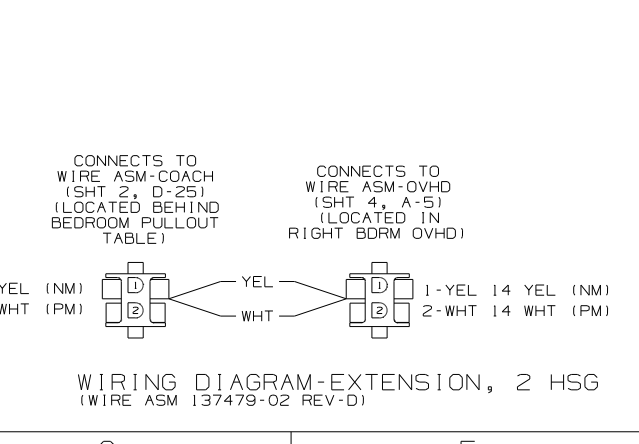 CONNECTS TO
WIRE ASM-COACH
(SHT 2, D-25)
(LOCATED BEHIND
BEDROOM PULLOUT
TABLE)
CONNECTS TO
WIRE ASM-OVHD
(SHT 4, A-5)
(LOCATED IN
RIGHT BDRM OVHD)
YEL (NM)
WHT (PM)
1
2
YEL
WHT
1
2
1-YEL 14 YEL (NM)
2-WHT 14 WHT (PM)
WIRING DIAGRAM-EXTENSION, 2 HSG
(WIRE ASM 137479-02 REV-D)